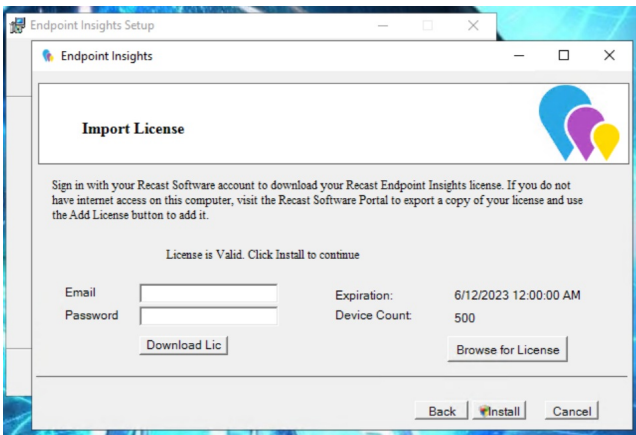 Endpoint Insights Setup
Endpoint Insights
Import License
Sign in with your Recast Software account to download your Recast Endpoint Insights license. If you do not
have internet access on this computer, visit the Recast Software Portal to export a copy of your license and use
the Add License button to add it.
License is Valid. Click Install to continue
Email
Expiration: 6/12/2023 12:00:00 AM
Password
Device Count: 500
Download Lic
Browse for License
Back Install Cancel